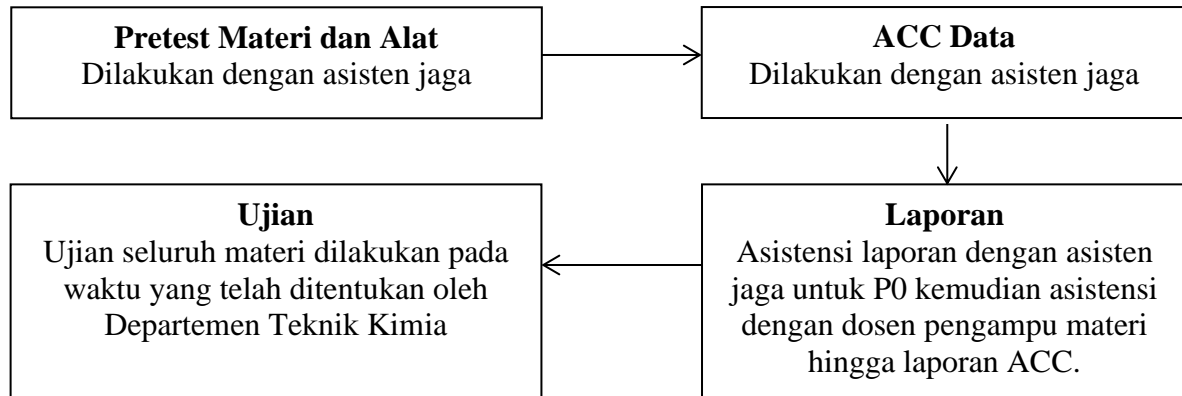 Pretest Materi dan Alat
Dilakukan dengan asisten jaga
ACC Data
Dilakukan dengan asisten jaga
Laporan
Asistensi laporan dengan asisten
jaga untuk P0 kemudian asistensi
dengan dosen pengampu materi
hingga laporan ACC.
Ujian
Ujian seluruh materi dilakukan pada
waktu yang telah ditentukan oleh
Departemen Teknik Kimia